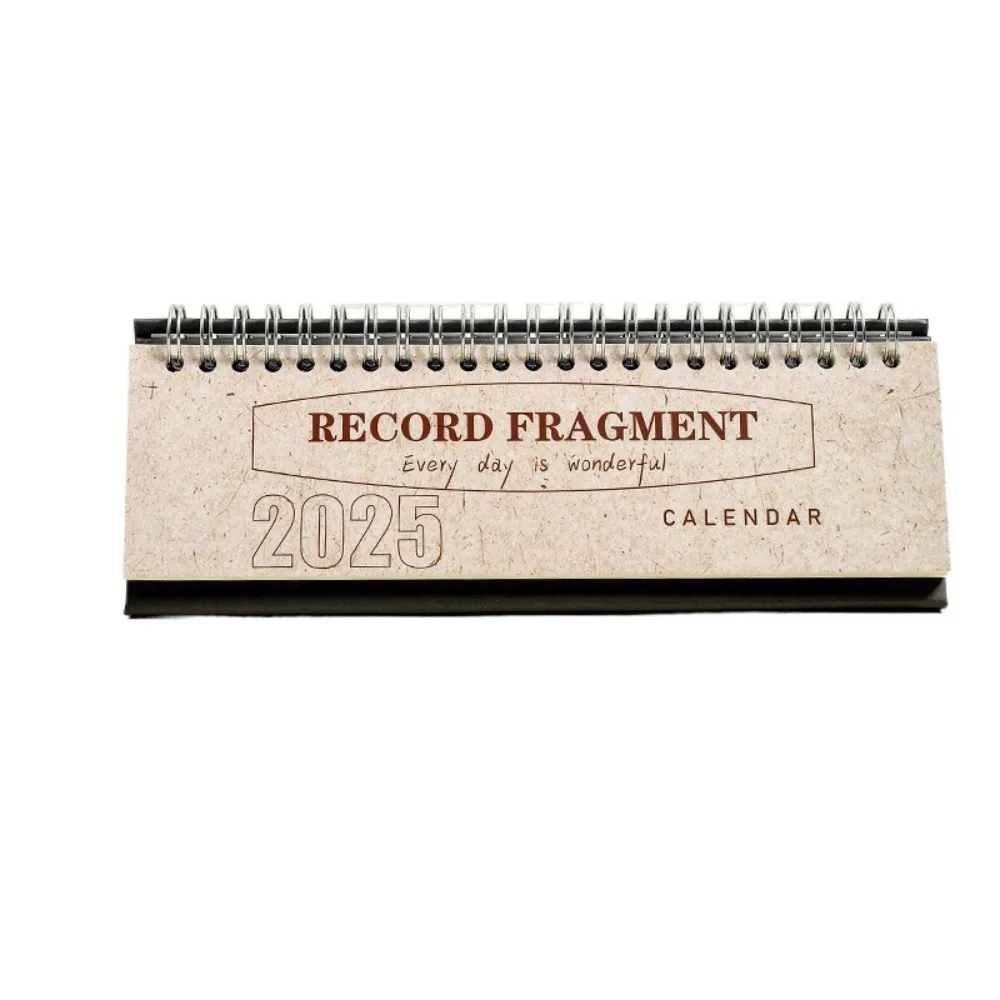 RECORD FRAGMENT
Every day is wonderful
2025
CALENDAR